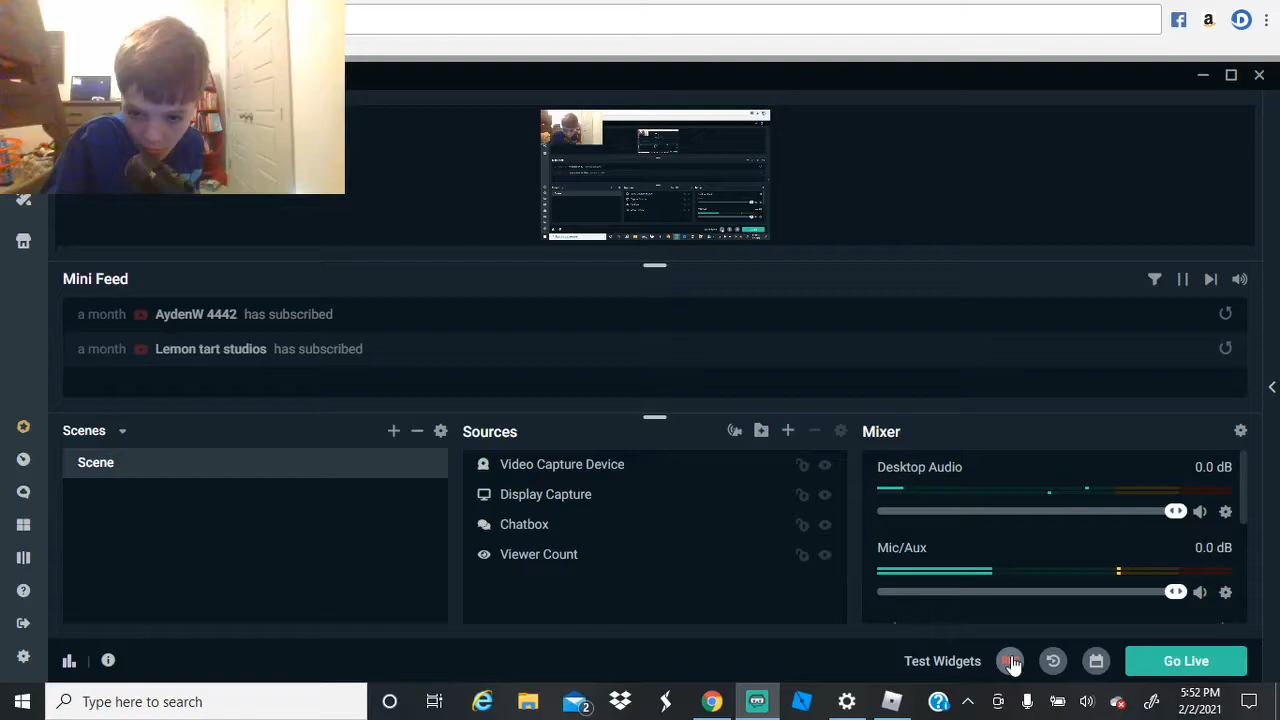 Mini Feed
a month AydenW 4442 has subscribed
a month Lemon tart studios has subscribed
Scenes
Scene
Sources
Video Capture Device
Display Capture
Chatbox
Viewer Count
Mixer
Desktop Audio 0.0 dB
Mic/Aux 0.0 dB
Test Widgets
Go Live
Type here to search
2
5:52 PM
2/2/2021